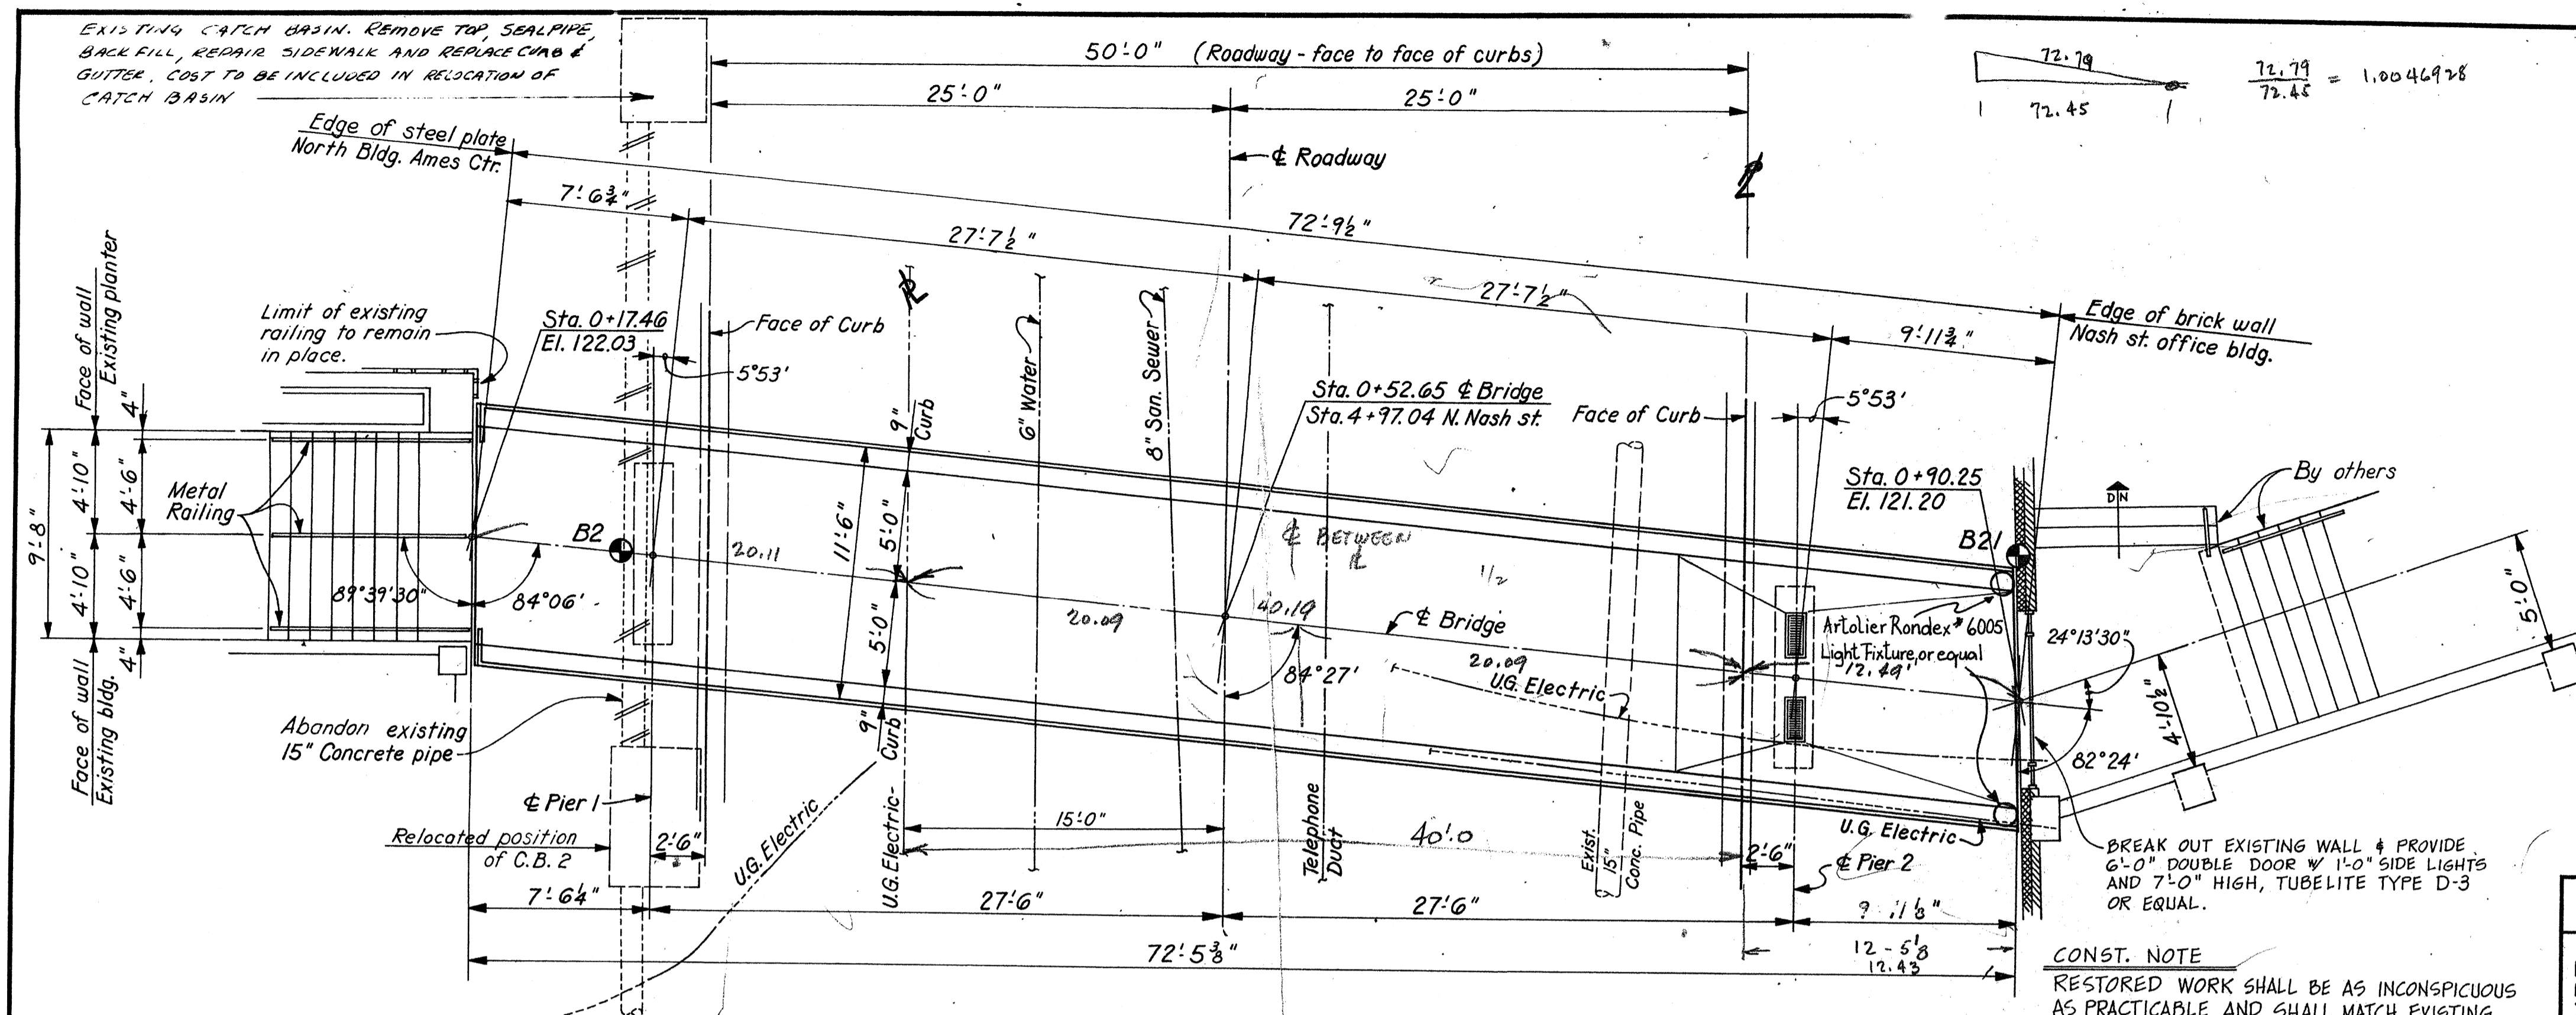 EXISTING CATCH BASIN. REMOVE TOP, SEAL PIPE,
BACK FILL, REPAIR SIDEWALK AND REPLACE CURB &
GUTTER, COST TO BE INCLUDED IN RELOCATION OF
CATCH BASIN
50'-0" (Roadway - face to face of curbs)
25'-0"
25'-0"
72.79
72.45
72.79
72.45
= 1.0046928
Edge of steel plate
North Bldg. Ames Ctr.
℄ Roadway
7'-6¾"
27'-7½"
72'-9½"
27'-7½"
9'-11¾"
Edge of brick wall
Nash st. office bldg.
Face of wall
Existing planter
Limit of existing
railing to remain
in place.
Sta. 0+17.46
El. 122.03
Face of Curb
5°53'
9"
Curb
6" Water
8" San. Sewer
Sta. 0+52.65 ℄ Bridge
Sta. 4+97.04 N. Nash st.
Face of Curb
5°53'
Sta. 0+90.25
El. 121.20
By others
DN
9'-8"
4"
4'-10"
4'-6"
4'-10"
4'-6"
4"
Metal
Railing
B2
20.11
11'-6"
5'-0"
5'-0"
℄ BETWEEN
℄
1/2
B21
89°39'30"
84°06'
20.09
40.19
℄ Bridge
84°27'
20.09
U.G. Electric
Artolier Rondex #6005
Light Fixture, or equal
12.49'
24°13'30"
5'-0"
4'-10½"
82°24'
Face of wall
Existing bldg.
Abandon existing
15" Concrete pipe
℄ Pier 1
Relocated position
of C.B. 2
2'-6"
U.G. Electric
9"
Curb
U.G. Electric
15'-0"
40'-0
Telephone
Duct
Exist.
15"
Conc. Pipe
2'-6"
U.G. Electric
℄ Pier 2
BREAK OUT EXISTING WALL & PROVIDE
6'-0" DOUBLE DOOR W/ 1'-0" SIDE LIGHTS
AND 7'-0" HIGH, TUBELITE TYPE D-3
OR EQUAL.
7'-6¼"
27'-6"
27'-6"
72'-5⅜"
12 - 5⅛
12.43
CONST. NOTE
RESTORED WORK SHALL BE AS INCONSPICUOUS
AS PRACTICABLE AND SHALL MATCH EXISTING